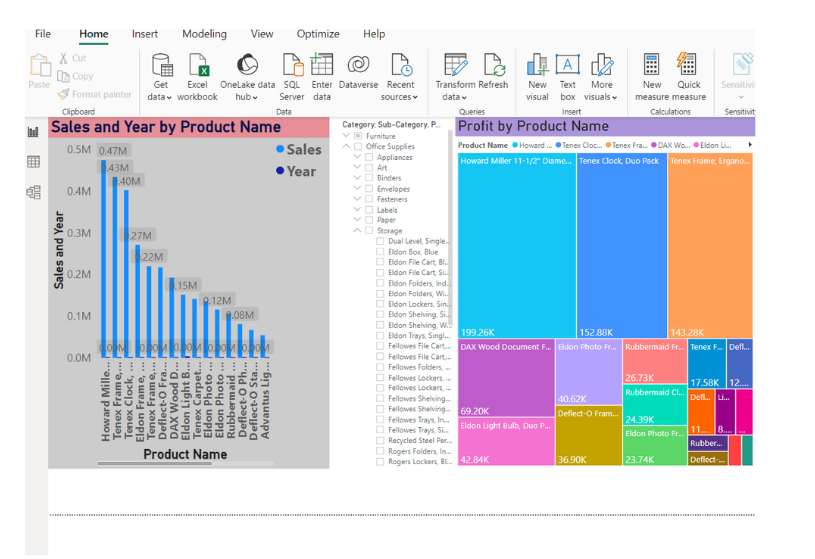 File Home Insert Modeling View Optimize Help
Cut
Copy
Format painter
Paste
Get data
Excel workbook
OneLake data hub
SQL Server
Enter data
Dataverse
Recent sources
Transform data
Refresh
New visual
Text box
More visuals
New measure
Quick measure
Sensitivit
Clipboard Data Queries Insert Calculations Sensitivit
Sales and Year by Product Name
Sales
Year
Sales and Year
0.5M
0.4M
0.3M
0.2M
0.1M
0.0M
0.47M
0.43M
0.40M
0.27M
0.22M
0.15M
0.12M
0.08M
0.00M 0.00M 0.00M 0.00M 0.00M
Howard Mille...
Tenex Frame,...
Tenex Clock, ...
Eldon Frame, ...
Tenex Frame,...
Deflect-O Fra...
DAX Wood D...
Eldon Light B...
Tenex Carpet...
Eldon Photo ...
Eldon Photo ...
Rubbermaid ...
Deflect-O Ph...
Deflect-O Sta...
Advantus Lig...
Product Name
Category, Sub-Category, P...
Furniture
Office Supplies
Appliances
Art
Binders
Envelopes
Fasteners
Labels
Paper
Storage
Dual Level, Single...
Eldon Box, Blue
Eldon File Cart, Bl...
Eldon File Cart, Si...
Eldon Folders, Ind...
Eldon Folders, Wi...
Eldon Lockers, Sin...
Eldon Shelving, Si...
Eldon Shelving, W...
Eldon Trays, Singl...
Fellowes File Cart,...
Fellowes File Cart,...
Fellowes Folders, ...
Fellowes Lockers, ...
Fellowes Lockers, ...
Fellowes Shelving...
Fellowes Shelving...
Fellowes Trays, In...
Fellowes Trays, Si...
Recycled Steel Per...
Rogers Folders, In...
Rogers Lockers, Bl...
Profit by Product Name
Product Name Howard ... Tenex Cloc... Tenex Fra... DAX Wo... Eldon Li...
Howard Miller 11-1/2" Diame...
199.26K
Tenex Clock, Duo Pack
152.88K
Tenex Frame, Ergono...
143.28K
DAX Wood Document F...
69.20K
Eldon Light Bulb, Duo P...
42.84K
Eldon Photo Fr...
40.62K
Deflect-O Fram...
36.90K
Rubbermaid Fr...
26.73K
Rubbermaid Cl...
24.39K
Eldon Photo Fr...
23.74K
Tenex F...
17.58K
Defl...
12....
Defl...
11....
Li...
8....
...
Rubber...
Deflect-...